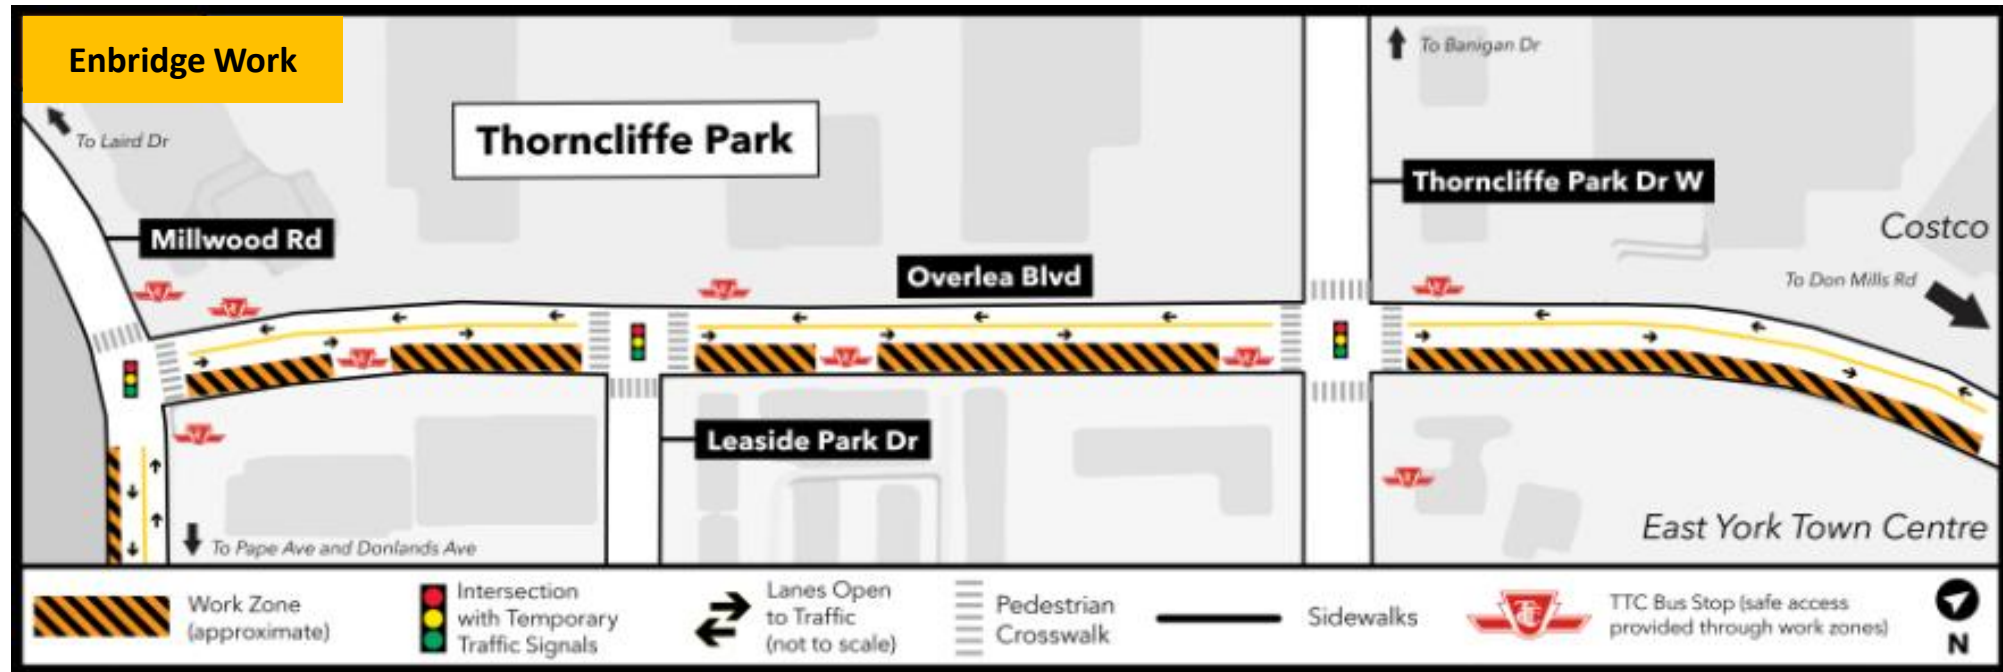 Enbridge Work
To Banigan Dr
To Laird Dr
Thorncliffe Park
Thorncliffe Park Dr W
Millwood Rd
Costco
Overlea Blvd
To Don Mills Rd
Leaside Park Dr
East York Town Centre
To Pape Ave and Donlands Ave
Work Zone
(approximate)
Intersection
with Temporary
Traffic Signals
Lanes Open
to Traffic
(not to scale)
Pedestrian
Crosswalk
Sidewalks
TTC Bus Stop (safe access
provided through work zones)
N